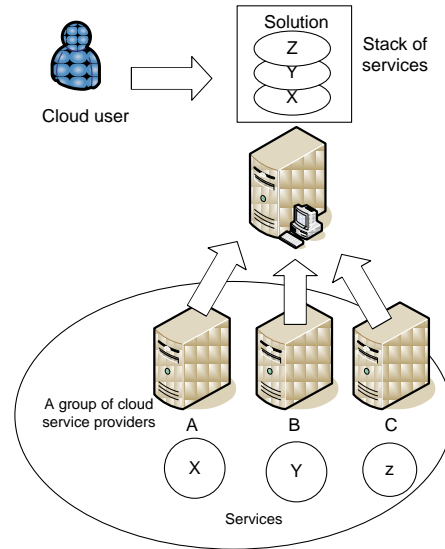 Solution
Z
Y
X
Stack of
services
Cloud user
A group of cloud
service providers
A
B
C
X
Y
z
Services